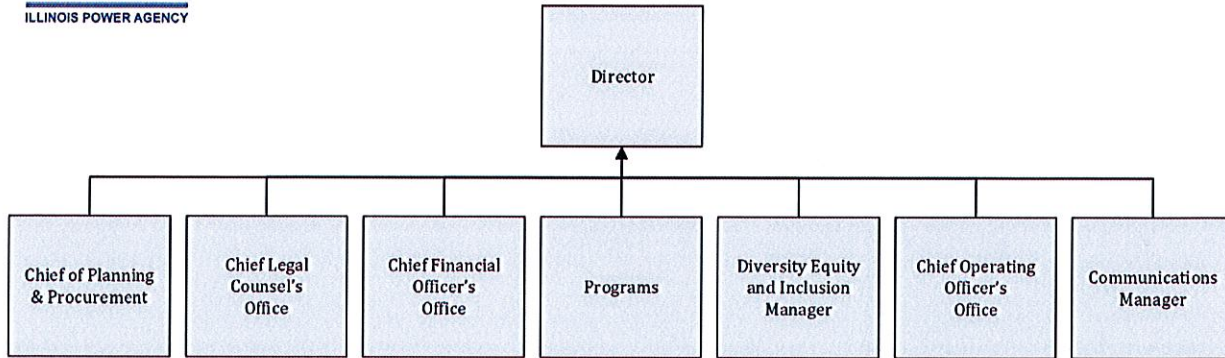 ILLINOIS POWER AGENCY
Director
Chief of Planning
& Procurement
Chief Legal
Counsel's
Office
Chief Financial
Officer's
Office
Programs
Diversity Equity
and Inclusion
Manager
Chief Operating
Officer's
Office
Communications
Manager